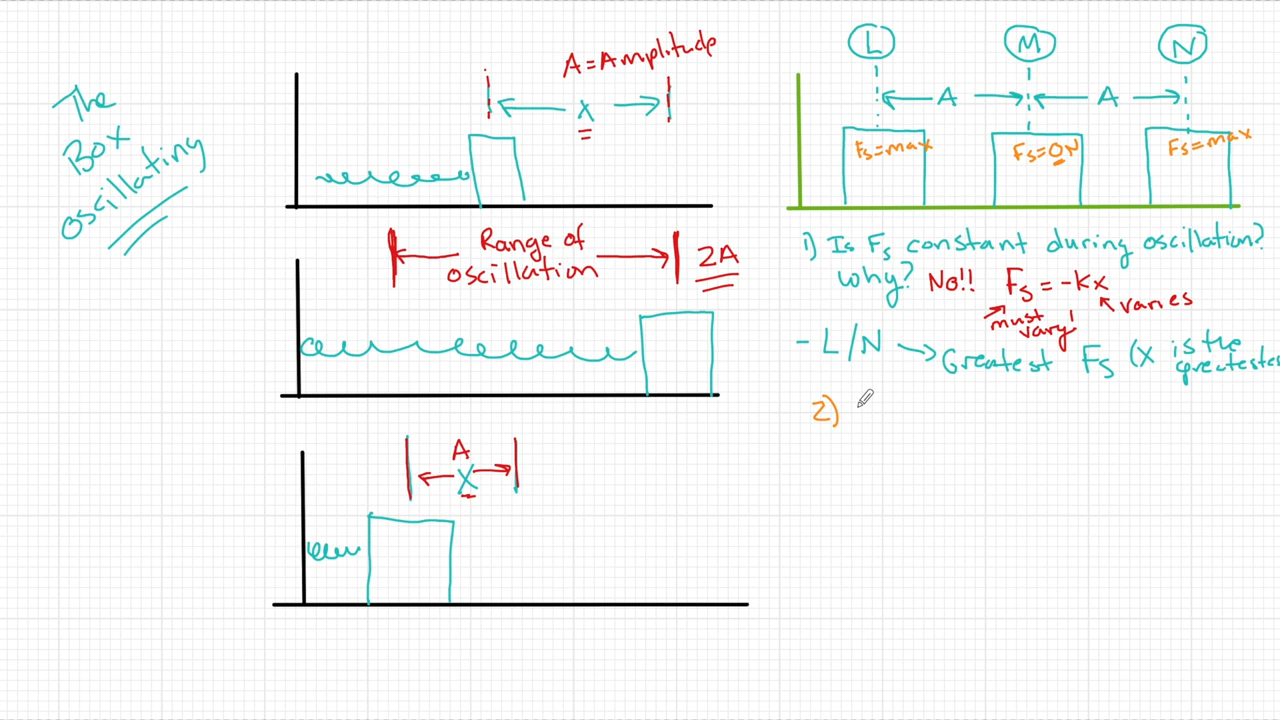 The
Box
oscillating
A = Amplitude
x
Range of
oscillation
2A
A
X
L
M
N
A
A
Fs=max
Fs=0N
Fs=max
1) Is Fs constant during oscillation?
why? No!! Fs = -Kx
must
vary!
varies
- L/N → Greatest Fs (x is the
greatester
2)